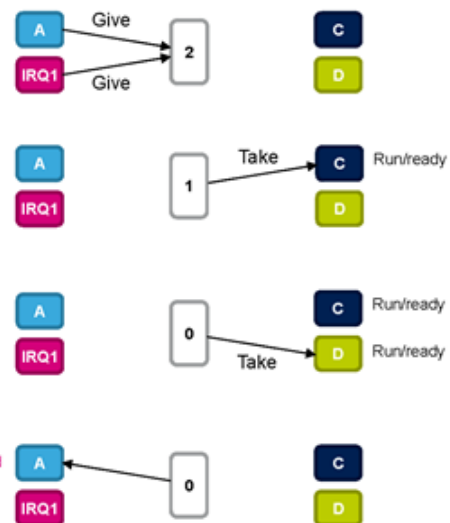 A Give C
2
IRQ1 Give D
A Take C Run/ready
1
IRQ1 D
A C Run/ready
0
IRQ1 Take D Run/ready
A C
0
IRQ1 D